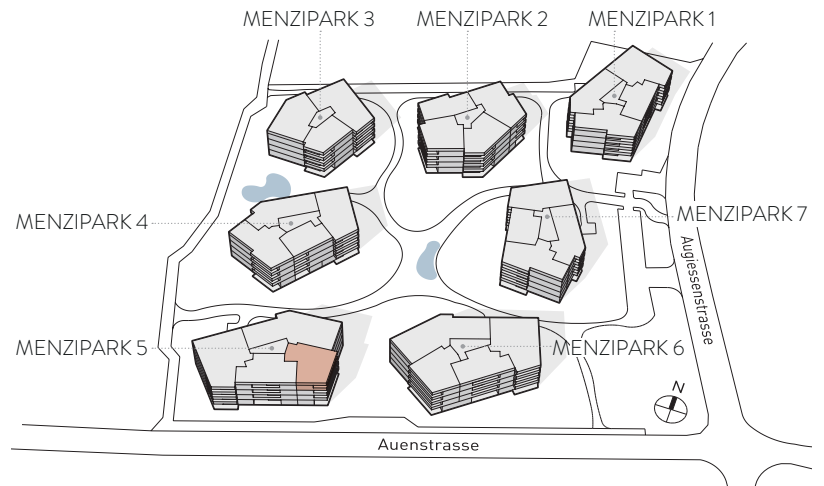 MENZIPARK 3
MENZIPARK 2
MENZIPARK 1
MENZIPARK 4
MENZIPARK 7
Augiessenstrasse
MENZIPARK 5
MENZIPARK 6
N
Auenstrasse